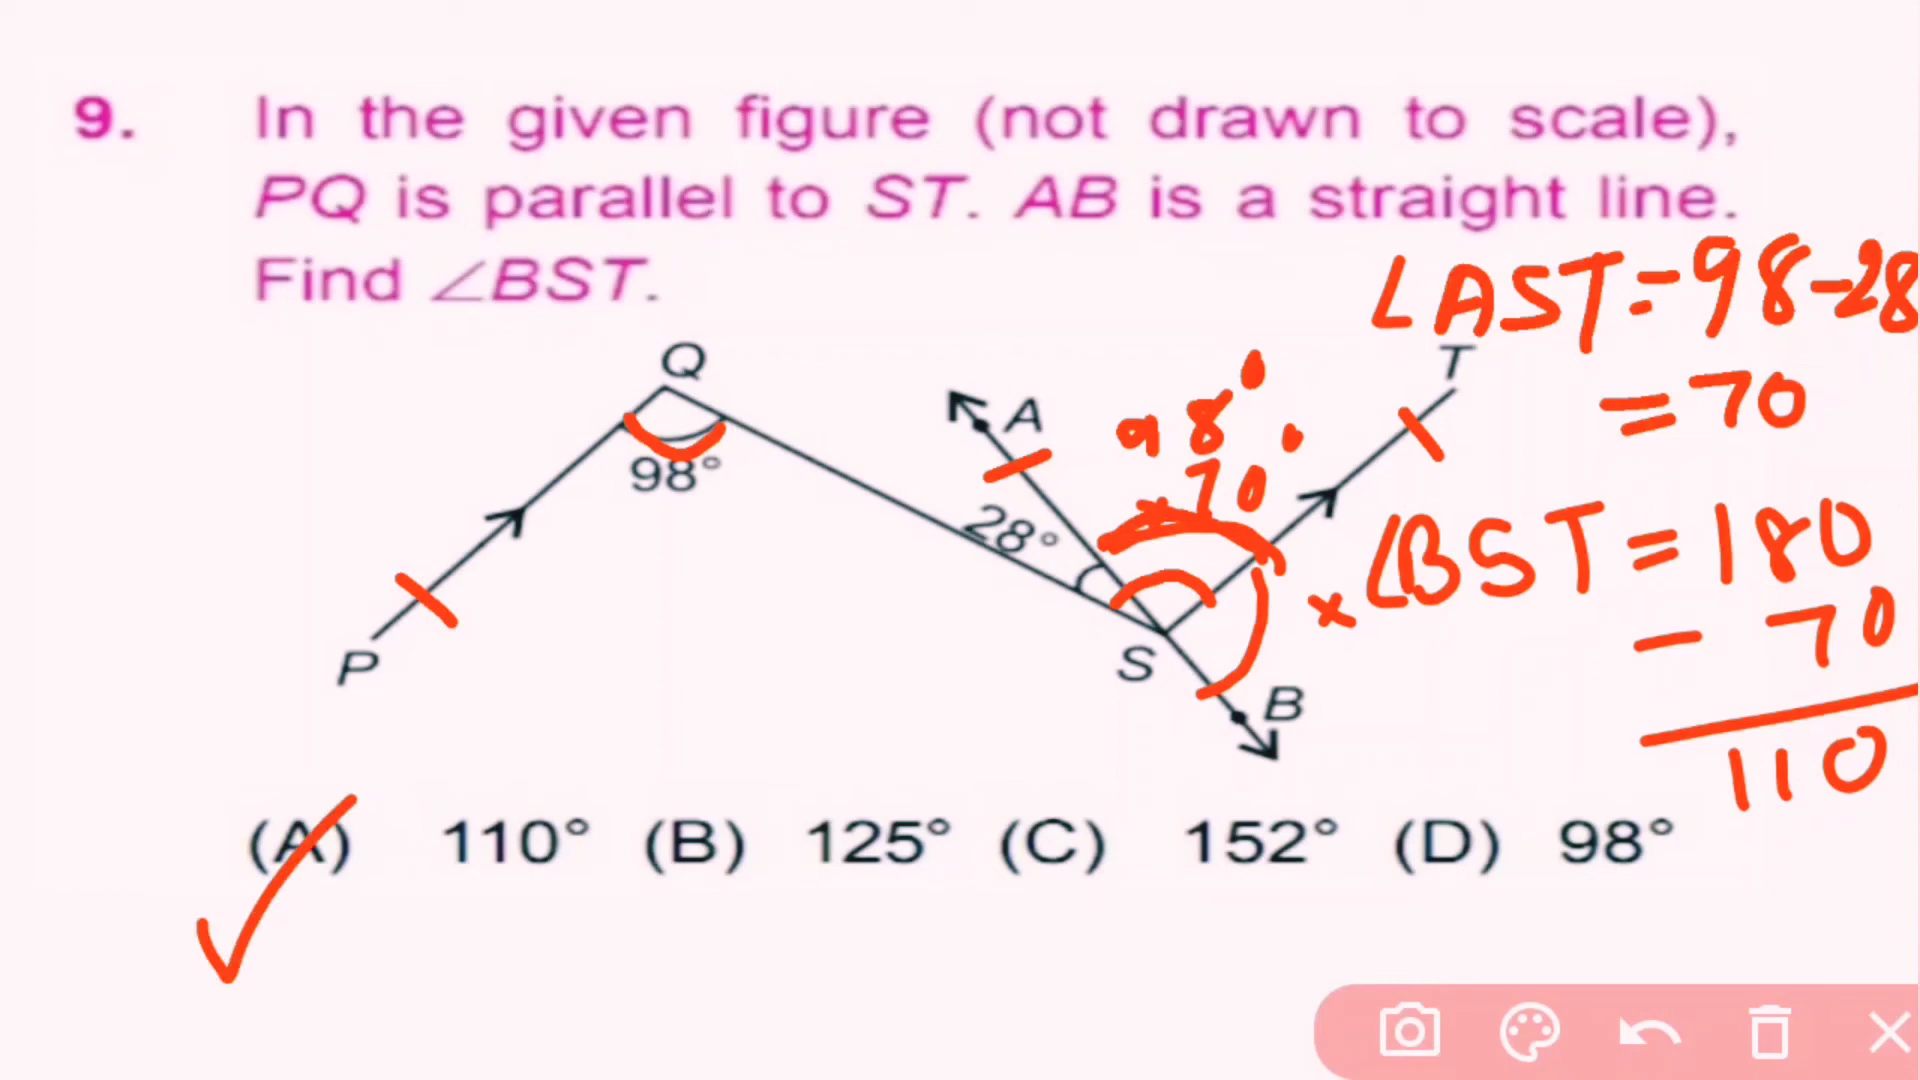 9. In the given figure (not drawn to scale),
PQ is parallel to ST. AB is a straight line.
Find ∠BST.
∠AST = 98-28
= 70
Q
T
A
98°
70°
98°
28°
x
x ∠BST = 180
- 70
110
P
S
B
(A) 110° (B) 125° (C) 152° (D) 98°